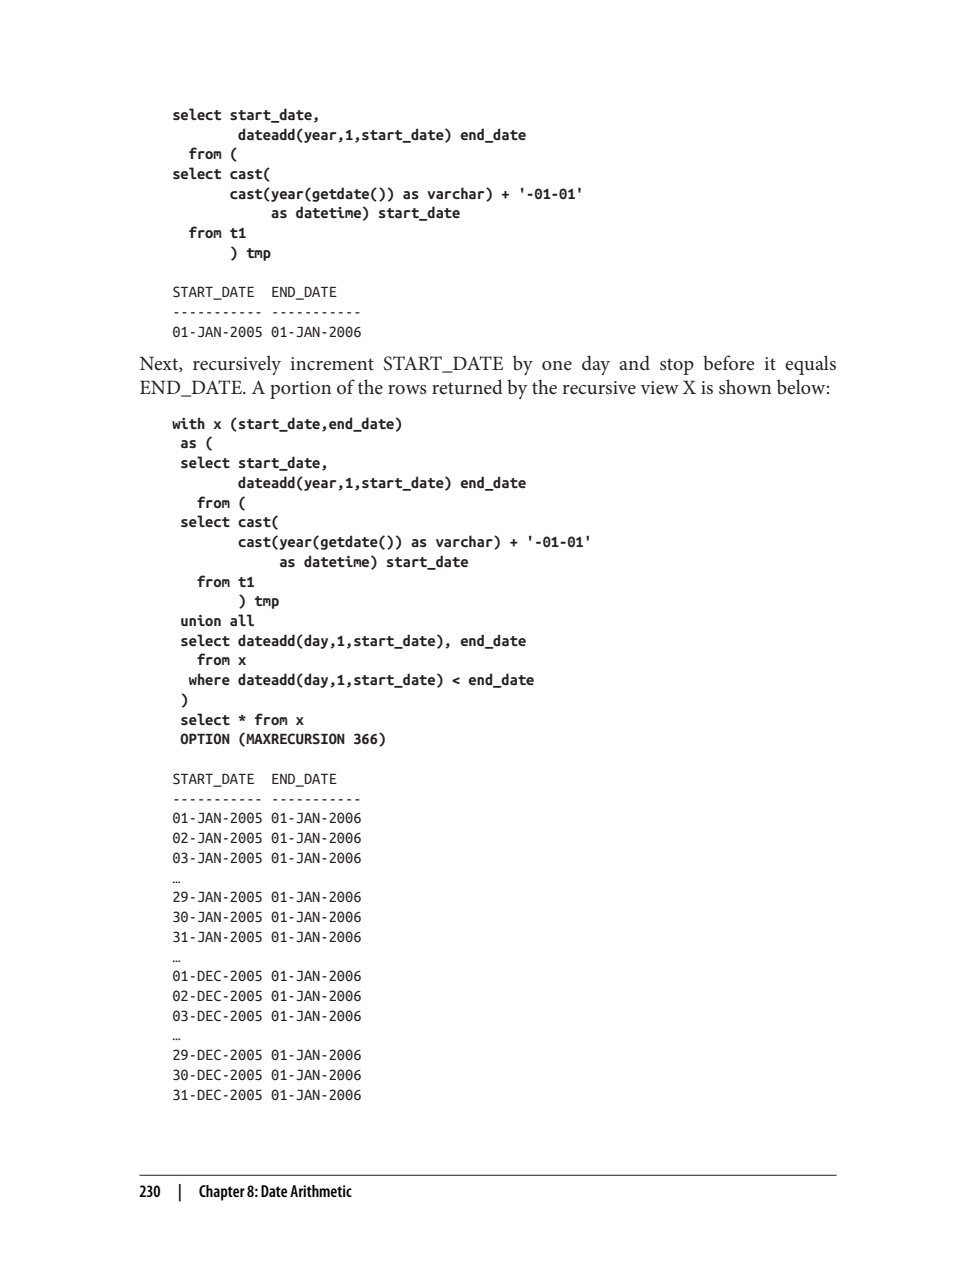 select start_date,
        dateadd(year,1,start_date) end_date
  from (
select cast(
       cast(year(getdate()) as varchar) + '-01-01'
            as datetime) start_date
  from t1
       ) tmp
START_DATE  END_DATE
----------- -----------
01-JAN-2005 01-JAN-2006
Next, recursively increment START_DATE by one day and stop before it equals
END_DATE. A portion of the rows returned by the recursive view X is shown below:
with x (start_date,end_date)
 as (
 select start_date,
        dateadd(year,1,start_date) end_date
   from (
 select cast(
        cast(year(getdate()) as varchar) + '-01-01'
             as datetime) start_date
   from t1
        ) tmp
 union all
 select dateadd(day,1,start_date), end_date
   from x
  where dateadd(day,1,start_date) < end_date
 )
 select * from x
 OPTION (MAXRECURSION 366)
START_DATE  END_DATE
----------- -----------
01-JAN-2005 01-JAN-2006
02-JAN-2005 01-JAN-2006
03-JAN-2005 01-JAN-2006
…
29-JAN-2005 01-JAN-2006
30-JAN-2005 01-JAN-2006
31-JAN-2005 01-JAN-2006
…
01-DEC-2005 01-JAN-2006
02-DEC-2005 01-JAN-2006
03-DEC-2005 01-JAN-2006
…
29-DEC-2005 01-JAN-2006
30-DEC-2005 01-JAN-2006
31-DEC-2005 01-JAN-2006
230 | Chapter 8: Date Arithmetic